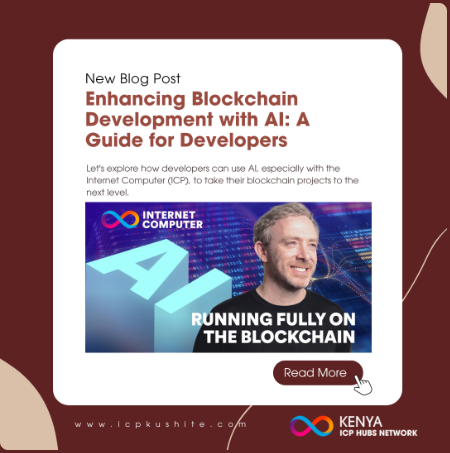 New Blog Post
Enhancing Blockchain
Development with AI: A
Guide for Developers
Let's explore how developers can use AI, especially with the
Internet Computer (ICP), to take their blockchain projects to the
next level.
INTERNET
COMPUTER
AI
RUNNING FULLY ON
THE BLOCKCHAIN
Read More
www.icpkushite.com
KENYA
ICP HUBS NETWORK